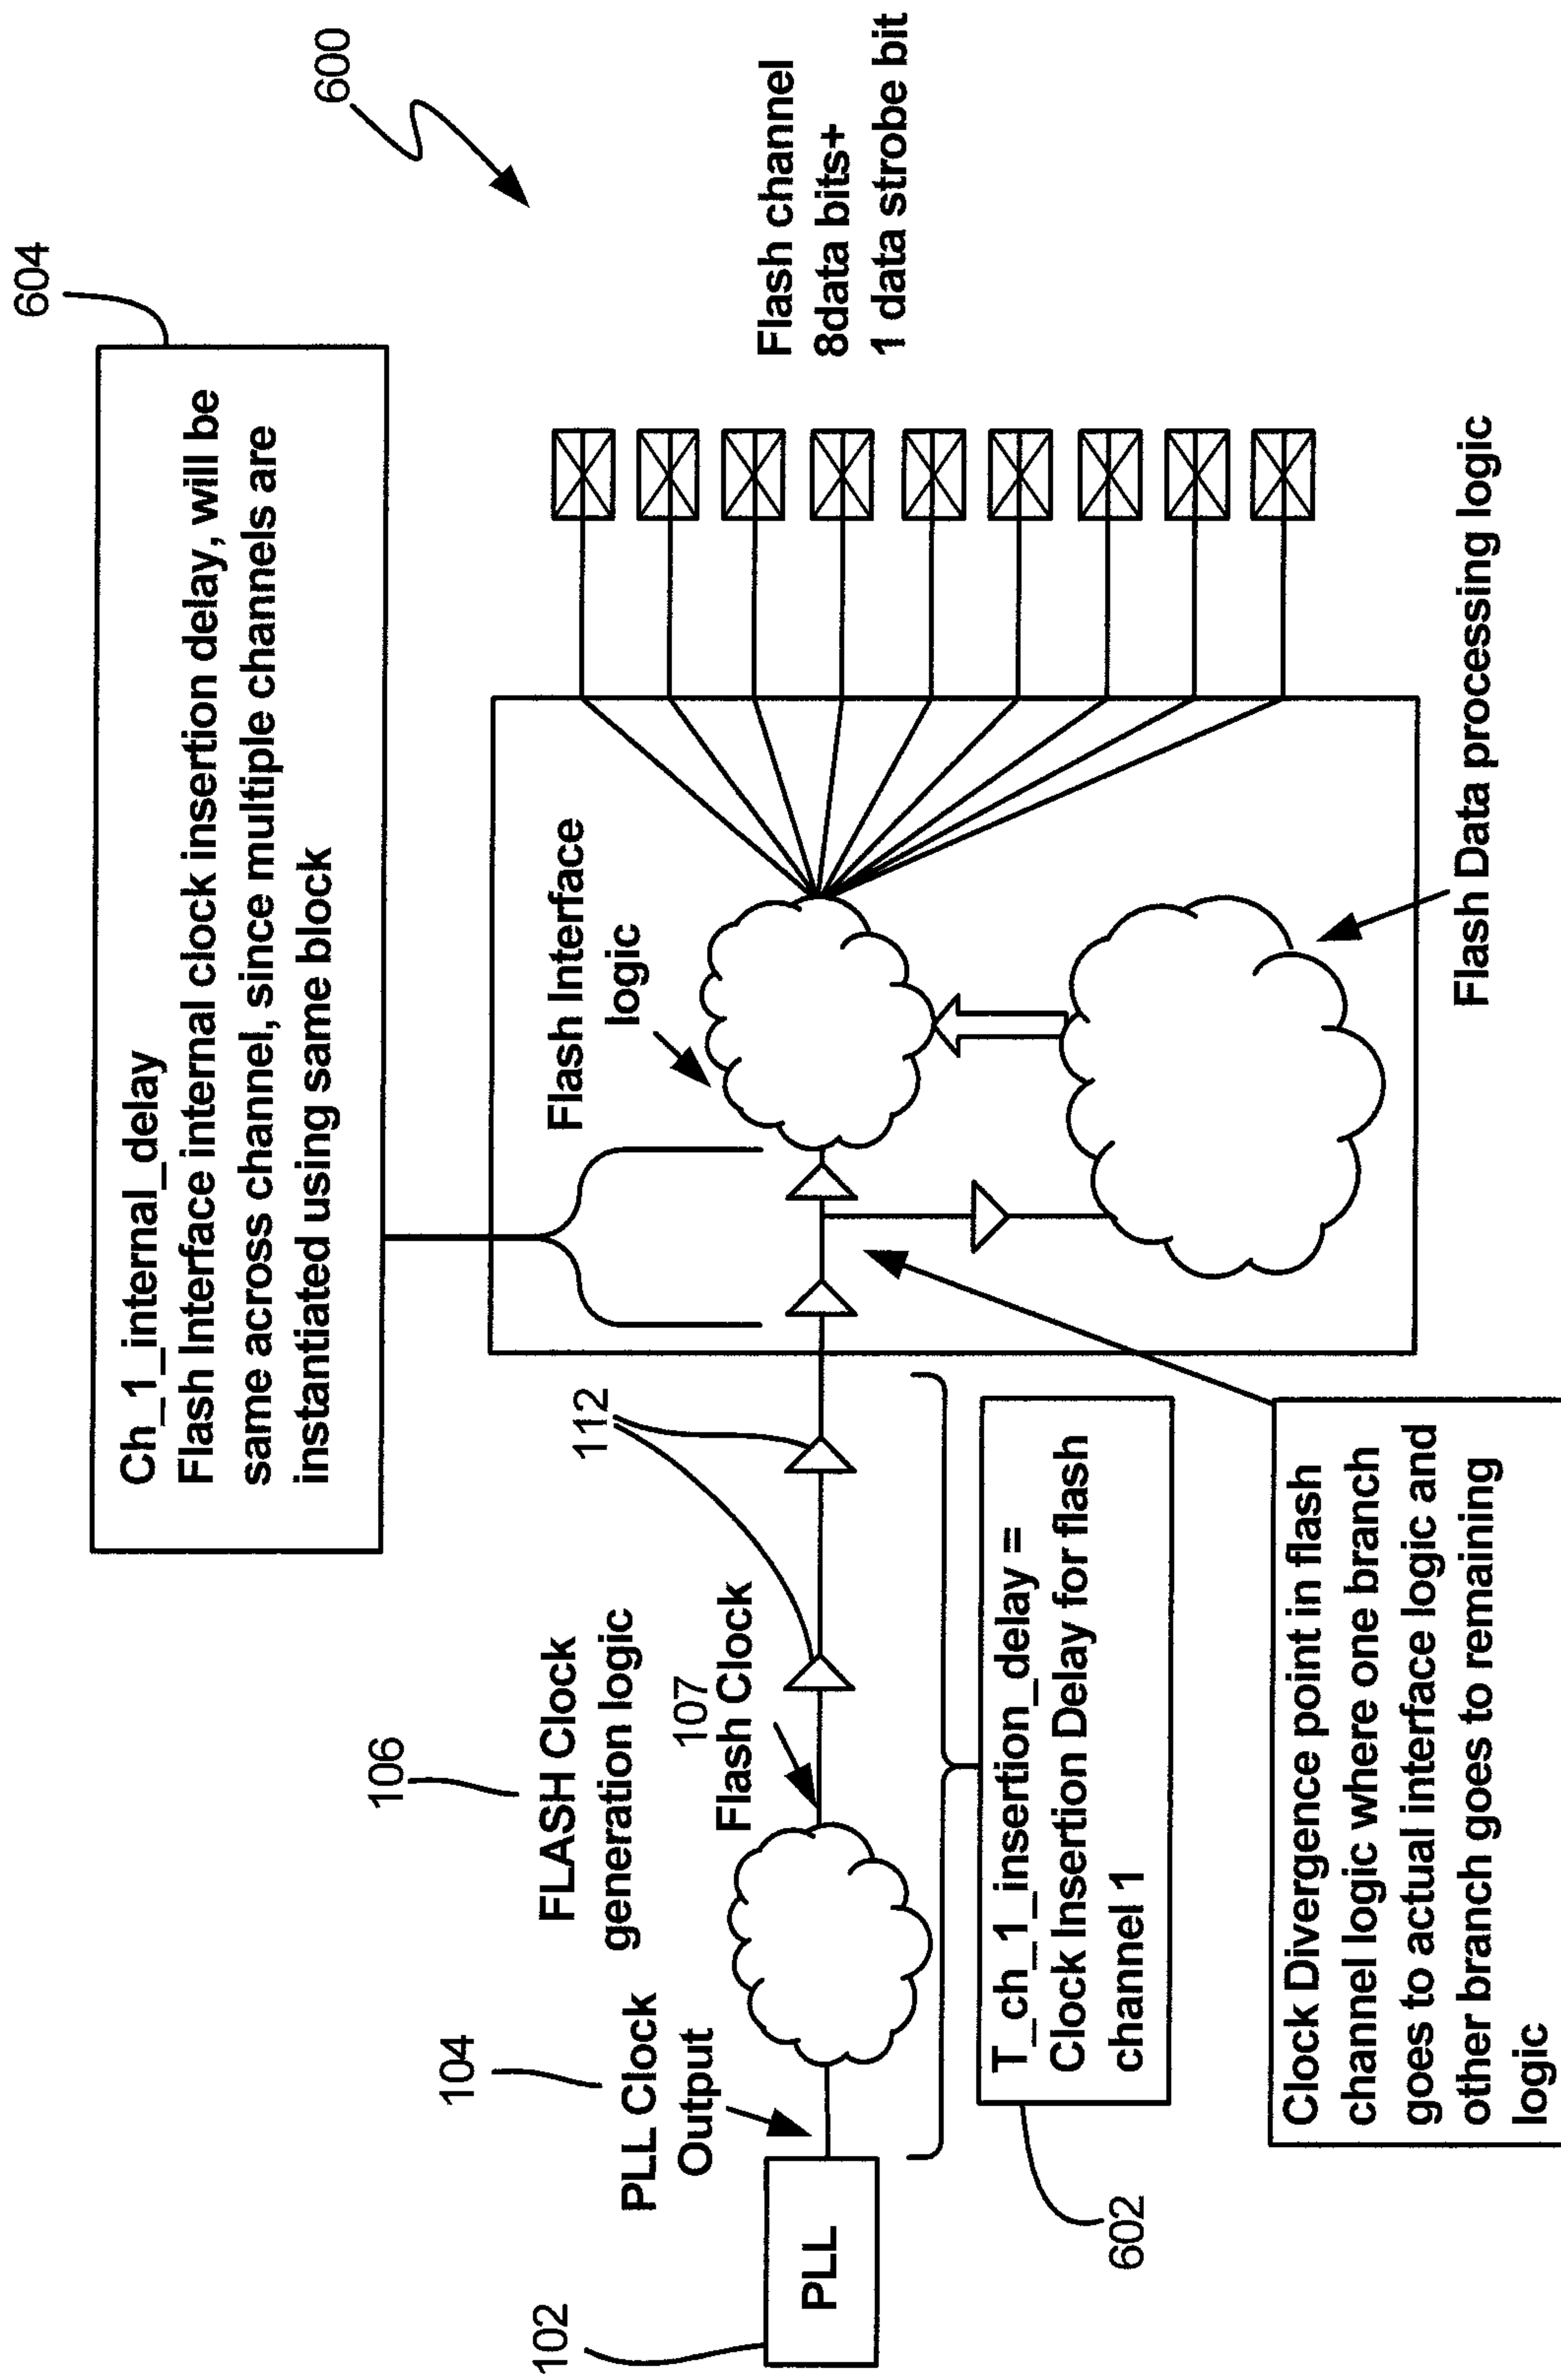 604
600
Ch_1_internal_delay
Flash Interface internal clock insertion delay, will be
same across channel, since multiple channels are
instantiated using same block
Flash channel
8data bits+
1 data strobe bit
106
FLASH Clock
generation logic
107
Flash Clock
112
Flash Interface
logic
104
PLL Clock
Output
102
PLL
602
T_ch_1_insertion_delay =
Clock Insertion Delay for flash
channel 1
Flash Data processing logic
Clock Divergence point in flash
channel logic where one branch
goes to actual interface logic and
other branch goes to remaining
logic